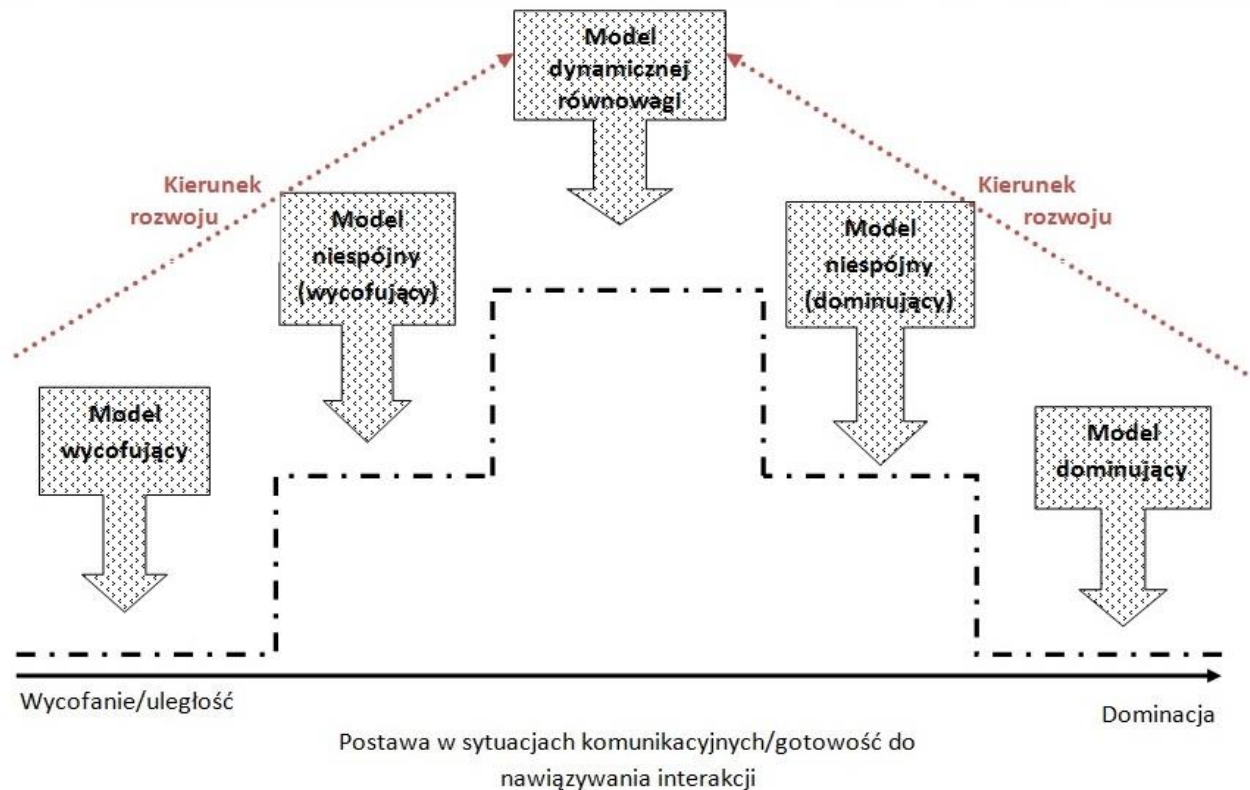 Model
dynamicznej
równowagi
Kierunek
rozwoju
Kierunek
rozwoju
Model
niespójny
(wycofujący)
Model
niespójny
(dominujący)
Model
wycofujący
Model
dominujący
Wycofanie/uległość
Dominacja
Postawa w sytuacjach komunikacyjnych/gotowość do
nawiązywania interakcji